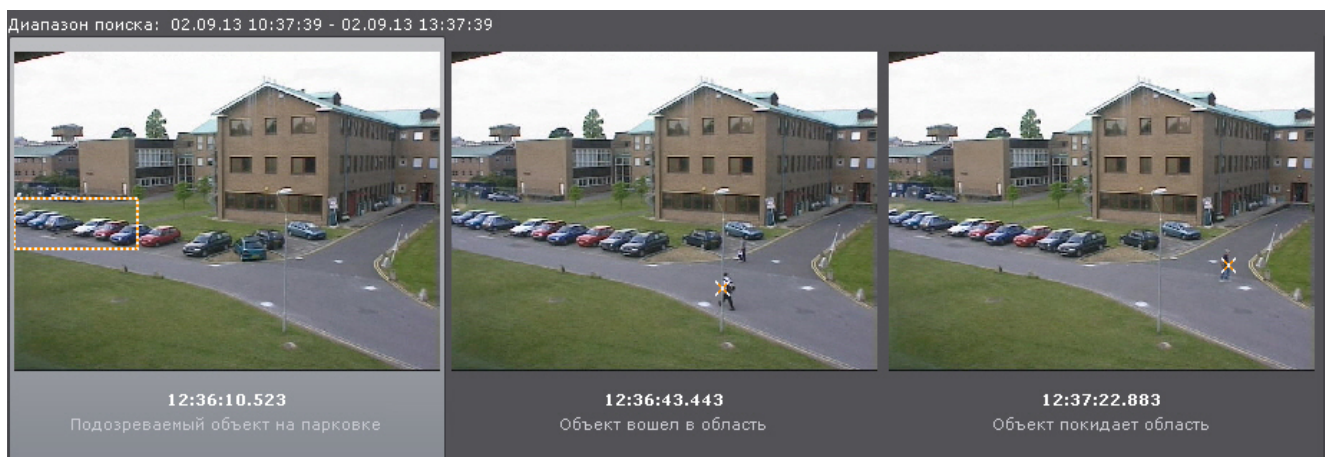 Диапазон поиска: 02.09.13 10:37:39 - 02.09.13 13:37:39
12:36:10.523
Подозреваемый объект на парковке
12:36:43.443
Объект вошел в область
12:37:22.883
Объект покидает область